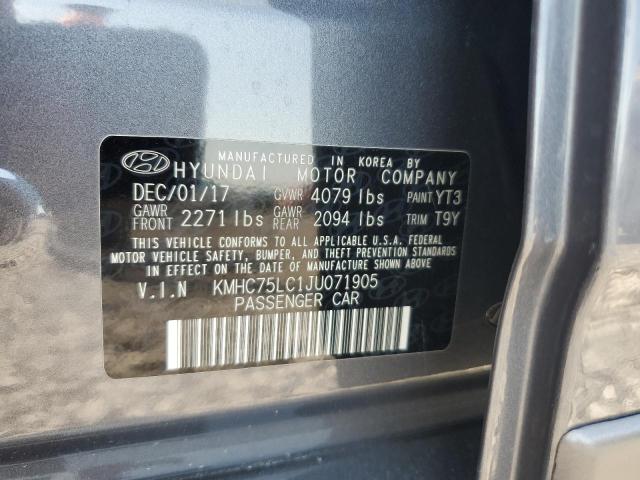 MANUFACTURED IN KOREA BY
HYUNDAI MOTOR COMPANY
DEC/01/17 GVWR 4079 lbs PAINT YT3
GAWR FRONT 2271 lbs GAWR REAR 2094 lbs TRIM T9Y
THIS VEHICLE CONFORMS TO ALL APPLICABLE U.S.A. FEDERAL
MOTOR VEHICLE SAFETY, BUMPER, AND THEFT PREVENTION STANDARDS
IN EFFECT ON THE DATE OF MANUFACTURE SHOWN ABOVE.
V.I.N KMHC75LC1JU071905
PASSENGER CAR